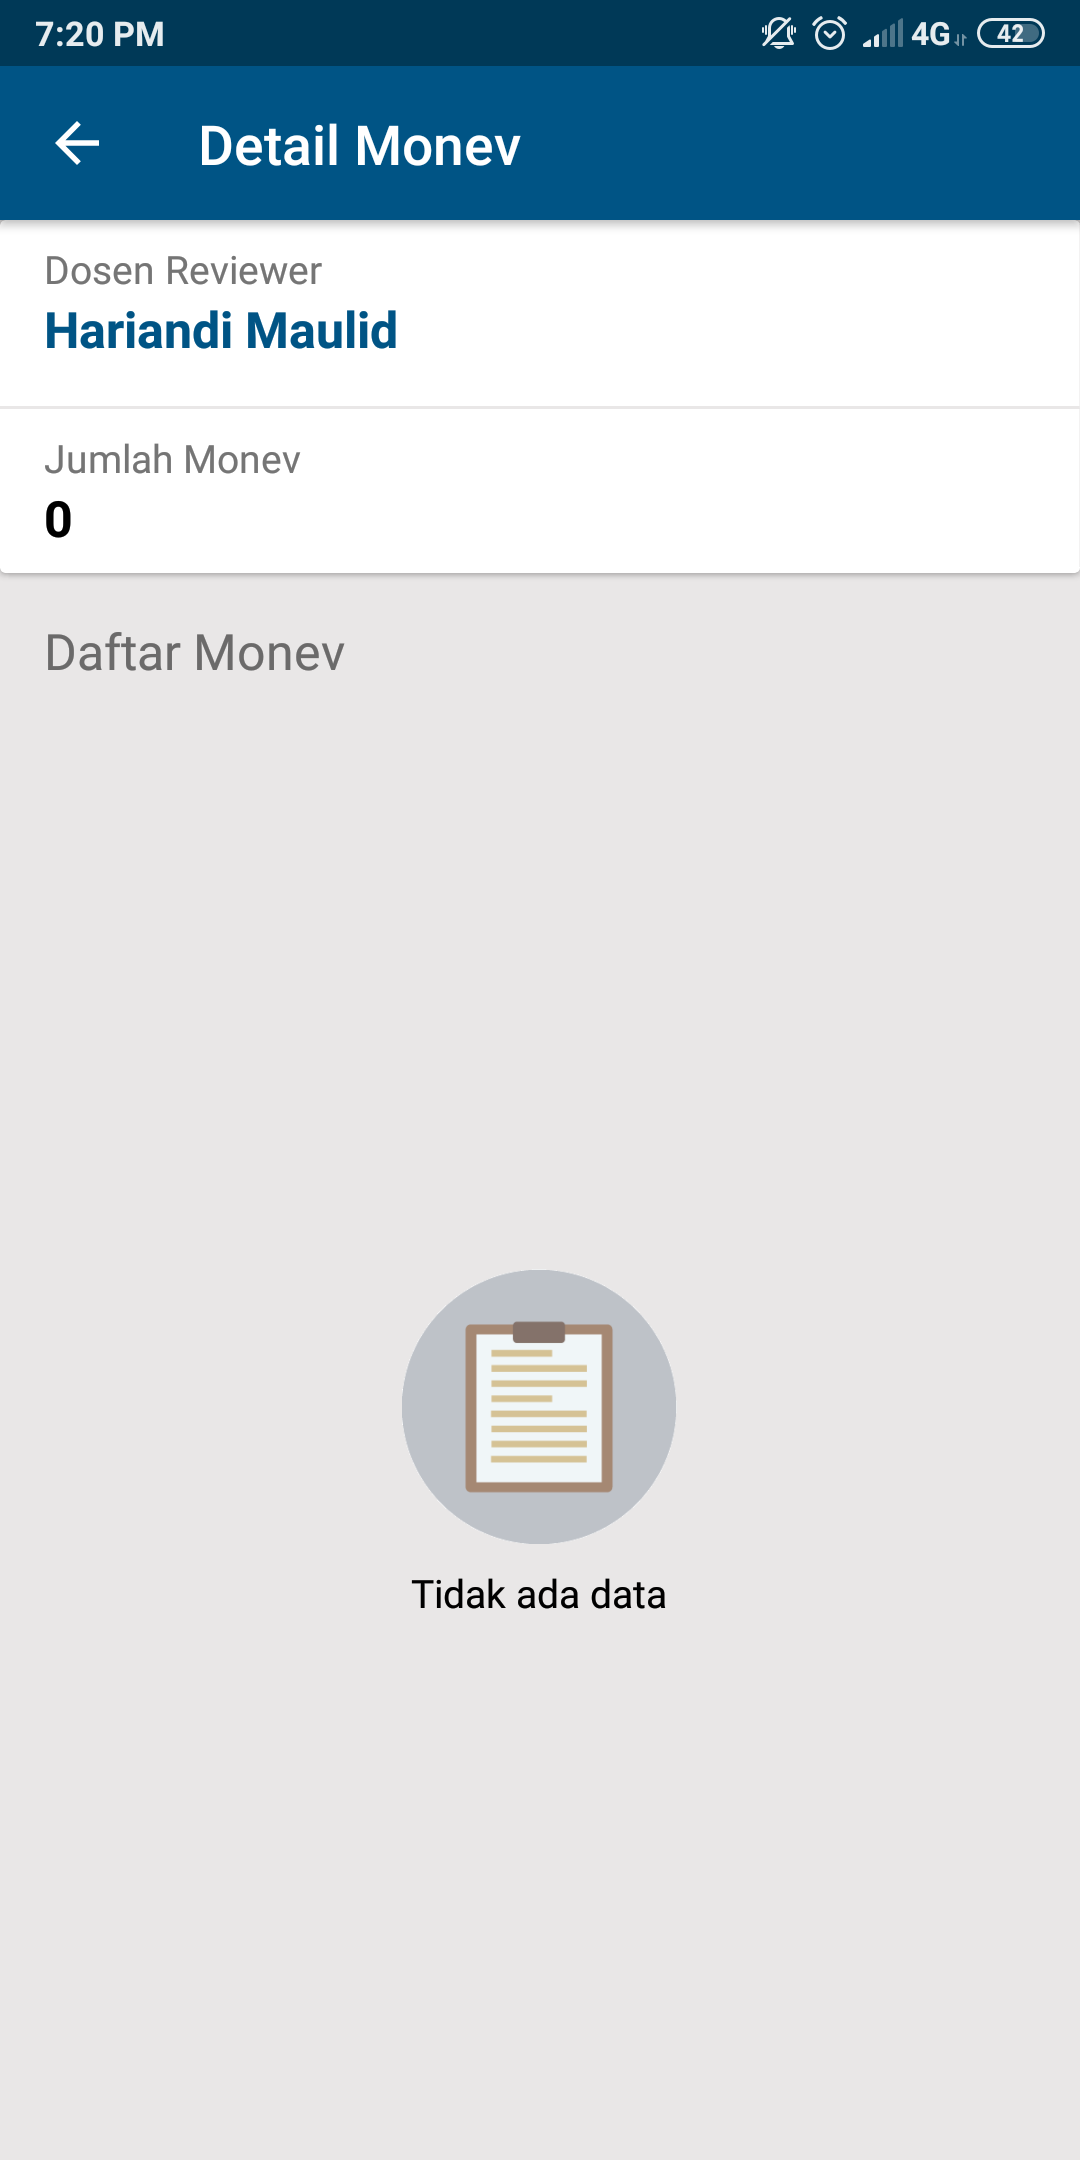 7:20 PM
4G
42
Detail Monev
Dosen Reviewer
Hariandi Maulid
Jumlah Monev
0
Daftar Monev
Tidak ada data